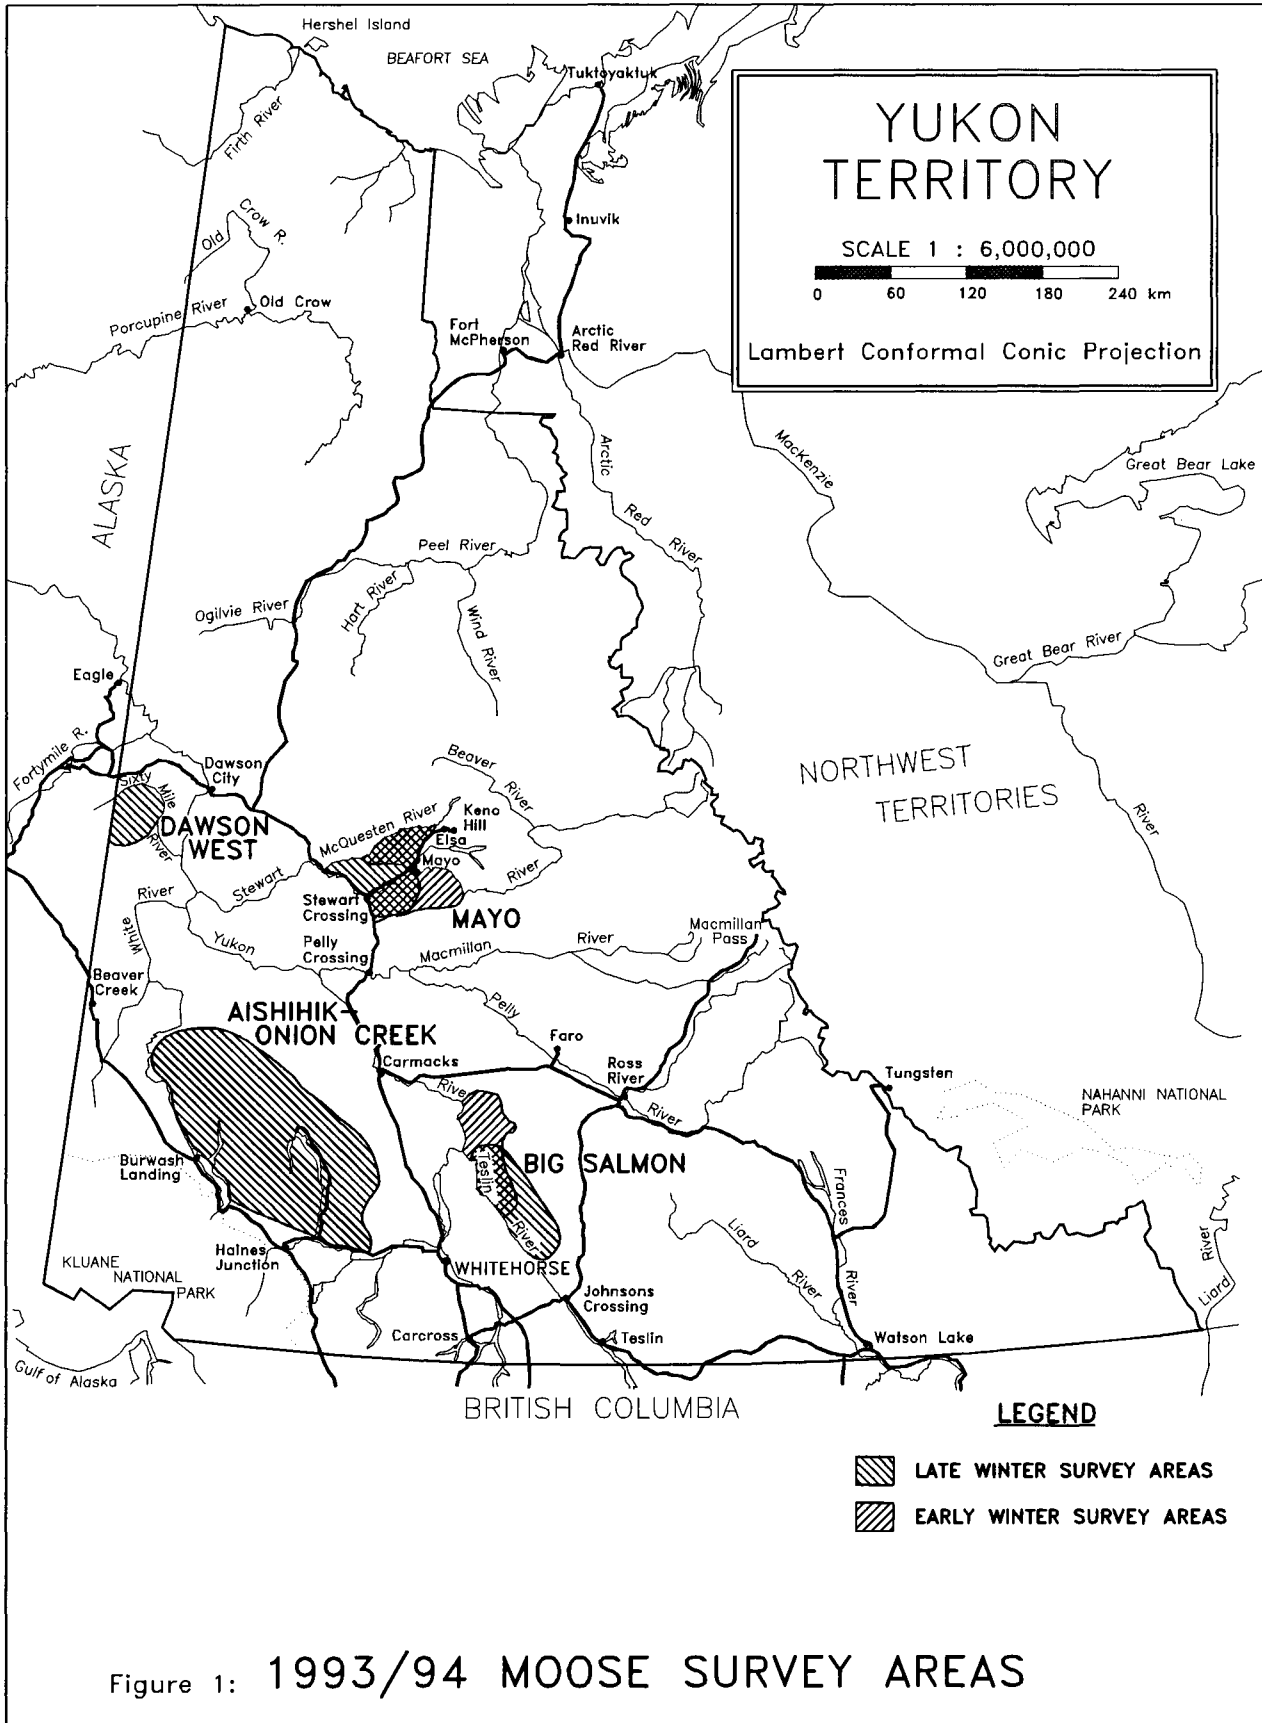 Hershel Island
BEAFORT SEA
Tuktoyaktyk
YUKON
TERRITORY
SCALE 1 : 6,000,000
0 60 120 180 240 km
Lambert Conformal Conic Projection
Firth River
Old Crow R.
Inuvik
Porcupine River
Old Crow
Fort
McPherson
Arctic
Red River
ALASKA
Arctic Red River
MacKenzie
Great Bear Lake
Peel River
Hart River
Ogilvie River
Wind River
Great Bear River
Eagle
Fortymile R.
Dawson
City
Sixty Mile River
Beaver River
NORTHWEST
TERRITORIES
River
DAWSON
WEST
McQuesten River
Keno
Hill
Elsa
Mayo
Stewart River
Stewart
Crossing
MAYO
White River
Yukon
Pelly
Crossing
Macmillan River
Macmillan
Pass
Beaver
Creek
AISHIHIK-
ONION CREEK
Pelly
Faro
Ross
River
River
Carmacks
River
Tungsten
NAHANNI NATIONAL
PARK
Burwash
Landing
Teslin River
BIG SALMON
Frances River
Liard River
Liard River
Haines
Junction
KLUANE
NATIONAL
PARK
WHITEHORSE
Johnsons
Crossing
Carcross
Teslin
Watson Lake
Gulf of Alaska
BRITISH COLUMBIA
LEGEND
LATE WINTER SURVEY AREAS
EARLY WINTER SURVEY AREAS
Figure 1: 1993/94 MOOSE SURVEY AREAS